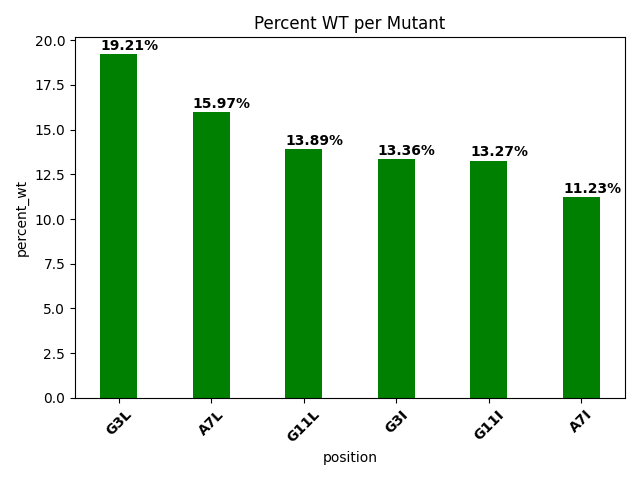 Percent WT per Mutant
percent_wt
20.0
17.5
15.0
12.5
10.0
7.5
5.0
2.5
0.0
19.21%
15.97%
13.89%
13.36%
13.27%
11.23%
G3L
A7L
G11L
G3I
G11I
A7I
position